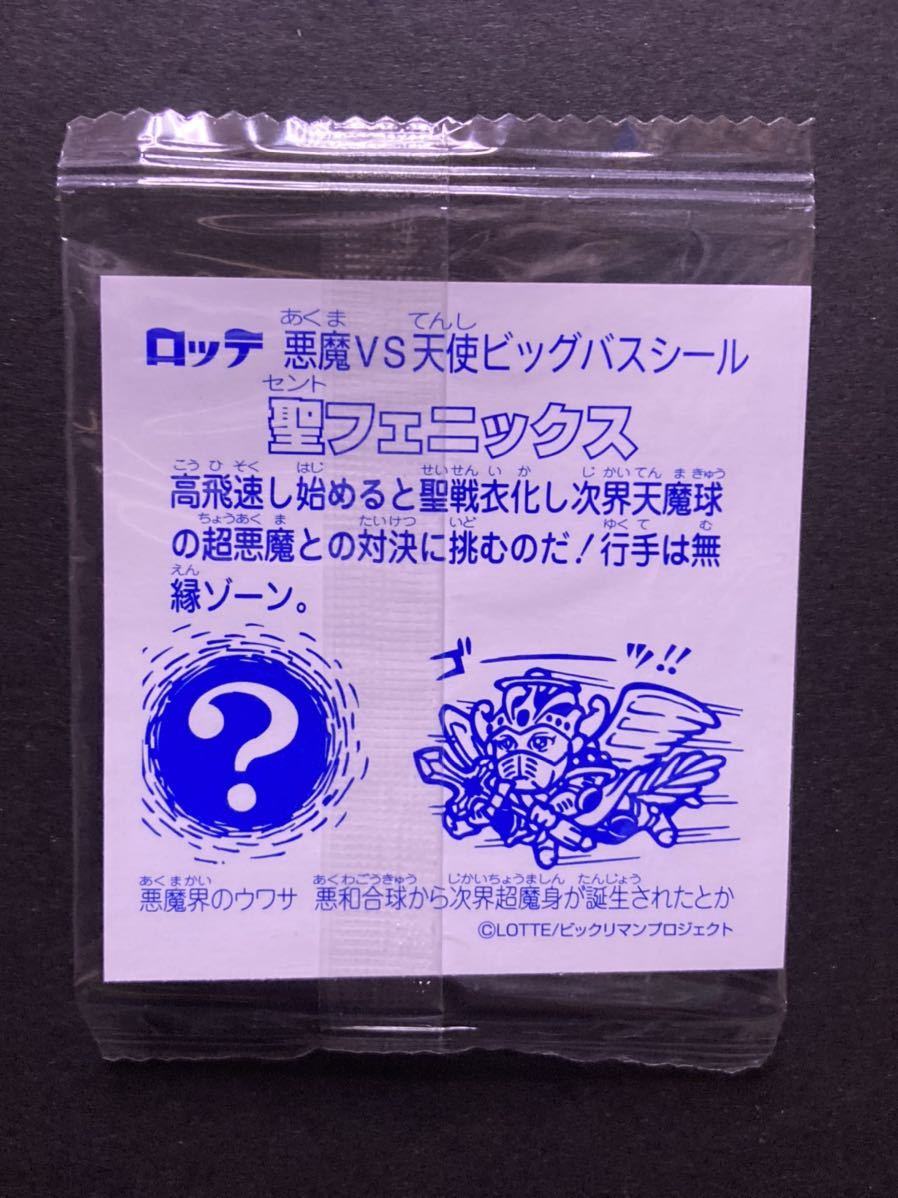 あくま てんし
ロッテ 悪魔VS天使ビッグバスシール
セント
聖フェニックス
こうひそく はじ せいせんいか じかいてんまきゅう
高飛速し始めると聖戦衣化し次界天魔球
ちょうあくま たいけつ いど ゆくて む
の超悪魔との対決に挑むのだ!行手は無
えん
縁ゾーン。
?
ゴーッ!!
あくまかい あくわごうきゅう じかいちょうましん たんじょう
悪魔界のウワサ 悪和合球から次界超魔身が誕生されたとか
©LOTTE/ビックリマンプロジェクト